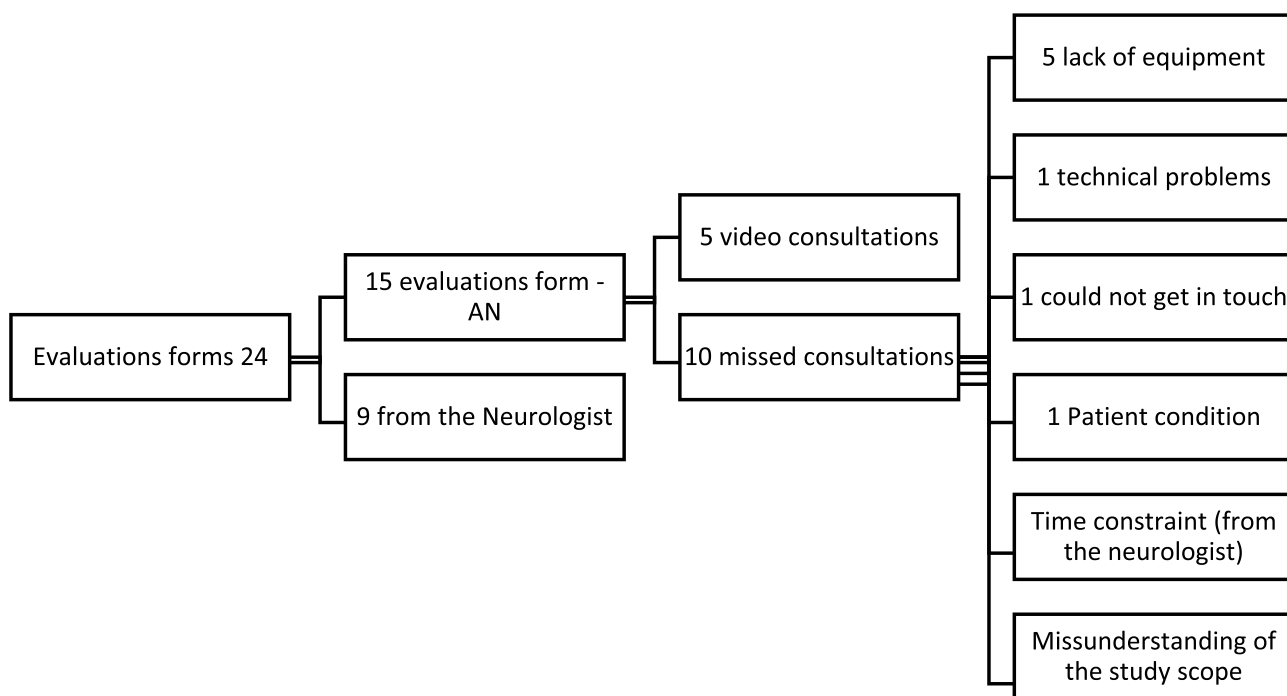 Evaluations forms 24
15 evaluations form -
AN
9 from the Neurologist
5 video consultations
10 missed consultations
5 lack of equipment
1 technical problems
1 could not get in touch
1 Patient condition
Time constraint (from
the neurologist)
Missunderstanding of
the study scope